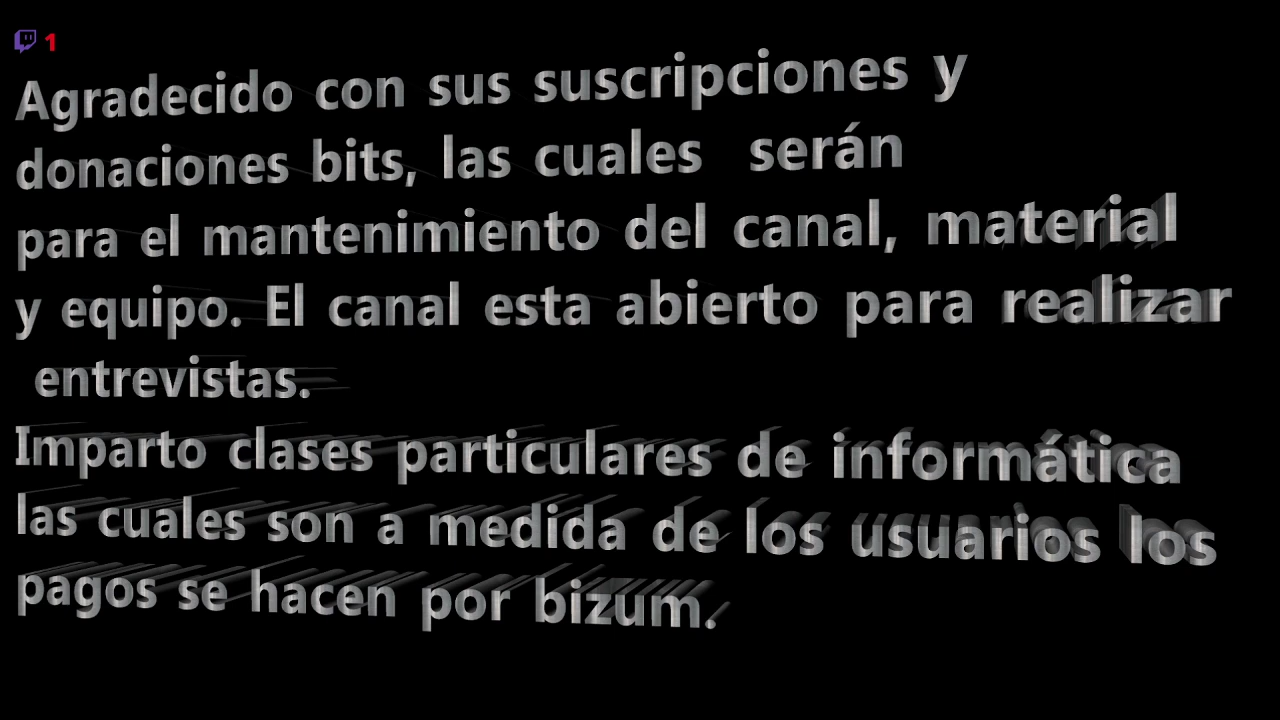 1
Agradecido con sus suscripciones y
donaciones bits, las cuales serán
para el mantenimiento del canal, material
y equipo. El canal esta abierto para realizar
entrevistas.
Imparto clases particulares de informática
las cuales son a medida de los usuarios los
pagos se hacen por bizum.